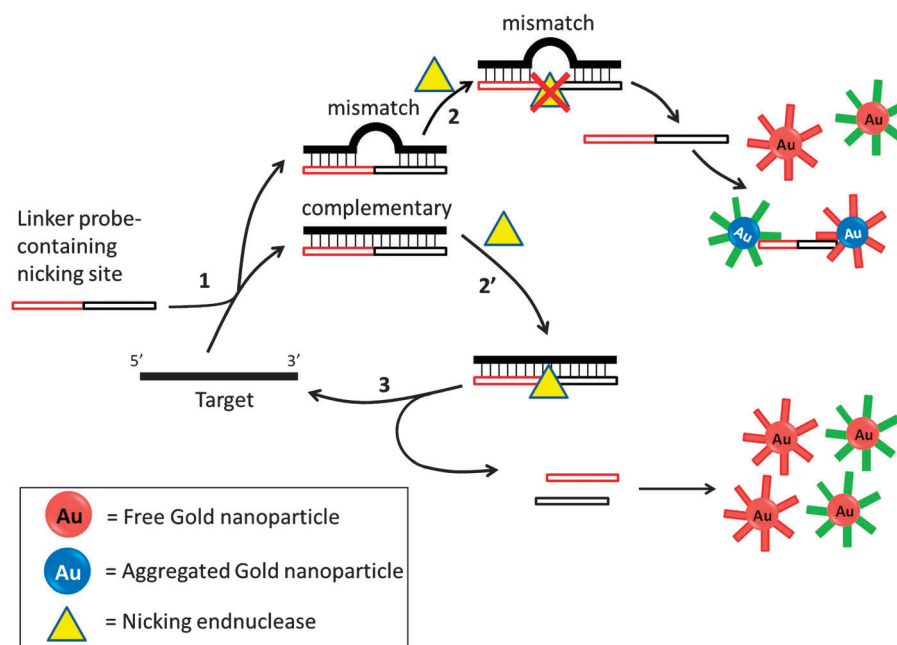 mismatch
2
mismatch
Au
Au
Au
Au
complementary
Linker probe-
containing
nicking site
1
2’
5’
3’
Target
3
Au
Au
Au
Au
Au = Free Gold nanoparticle
Au = Aggregated Gold nanoparticle
= Nicking endnuclease